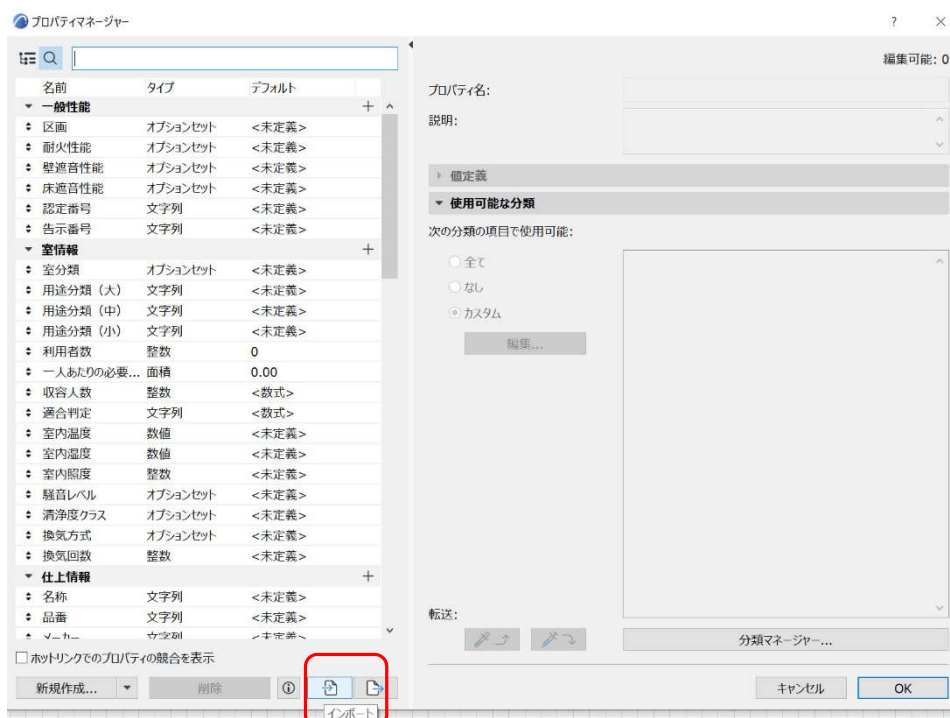 プロパティマネージャー
? ×
編集可能: 0
名前 タイプ デフォルト
一般性能
区画 オプションセット <未定義>
耐火性能 オプションセット <未定義>
壁遮音性能 オプションセット <未定義>
床遮音性能 オプションセット <未定義>
認定番号 文字列 <未定義>
告示番号 文字列 <未定義>
室情報
室分類 オプションセット <未定義>
用途分類（大） 文字列 <未定義>
用途分類（中） 文字列 <未定義>
用途分類（小） 文字列 <未定義>
利用者数 整数 0
一人あたりの必要... 面積 0.00
収容人数 整数 <数式>
適合判定 文字列 <数式>
室内温度 数値 <未定義>
室内湿度 数値 <未定義>
室内照度 整数 <未定義>
騒音レベル オプションセット <未定義>
清浄度クラス オプションセット <未定義>
換気方式 オプションセット <未定義>
換気回数 整数 <未定義>
仕上情報
名称 文字列 <未定義>
品番 文字列 <未定義>
メーカー 文字列 <未定義>
ホットリンクでのプロパティの競合を表示
新規作成... 削除
インポート
プロパティ名:
説明:
値定義
使用可能な分類
次の分類の項目で使用可能:
全て
なし
カスタム
編集...
転送:
分類マネージャー...
キャンセル OK